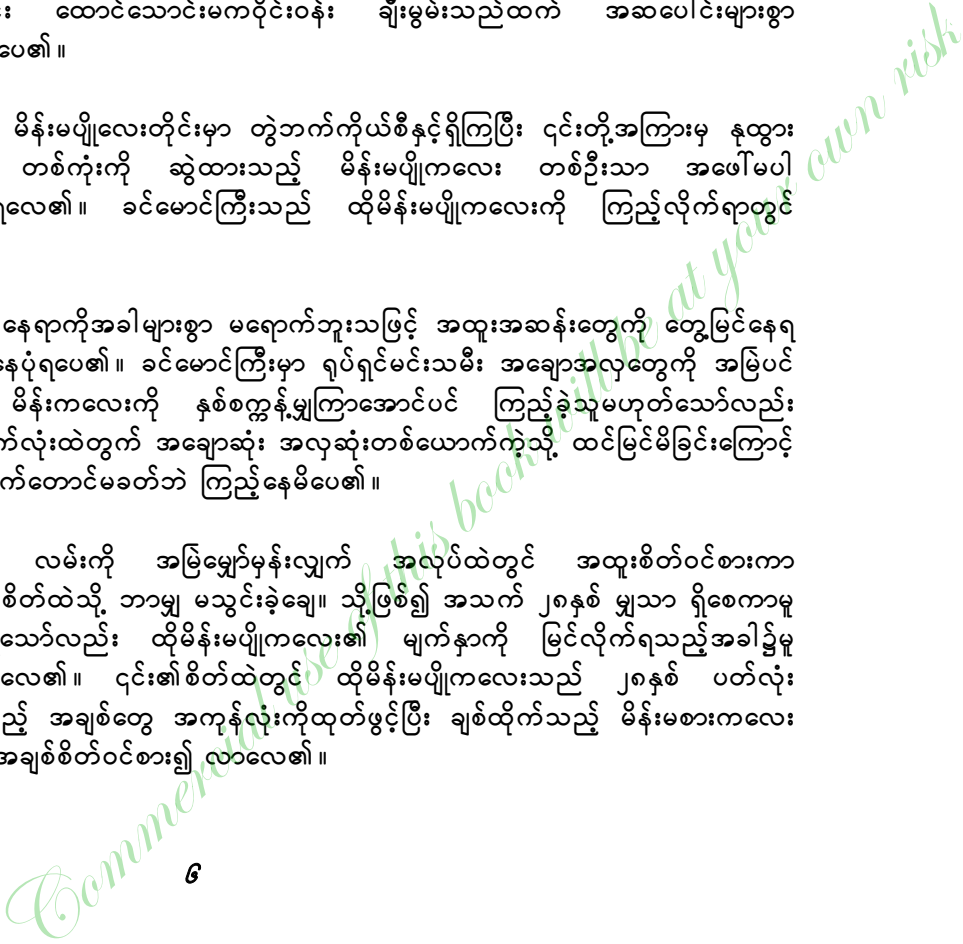 ထောင်သောင်းမကဝိုင်းဝန်း ချီးမွမ်းသည်ထက် အဆပေါင်းများစွာ
ပေ၏။
မိန်းမပျိုလေးတိုင်းမှာ တွဲဘက်ကိုယ်စီနှင့်ရှိကြပြီး ၎င်းတို့အကြားမှ နုထွား
တစ်ကုံးကို ဆွဲထားသည့် မိန်းမပျိုကလေး တစ်ဦးသာ အဖေါ်မပါ
ရလေ၏။ ခင်မောင်ကြီးသည် ထိုမိန်းမပျိုကလေးကို ကြည့်လိုက်ရာတွင်
နေရာကိုအခါများစွာ မရောက်ဘူးသဖြင့် အထူးအဆန်းတွေကို တွေ့မြင်နေရ
နေပုံရပေ၏။ ခင်မောင်ကြီးမှာ ရုပ်ရှင်မင်းသမီး အချောအလှတွေကို အမြဲပင်
မိန်းကလေးကို နှစ်စက္ကန့်မျှကြာအောင်ပင် ကြည့်ခဲ့သူမဟုတ်သော်လည်း
က်လုံးထဲတွက် အချောဆုံး အလှဆုံးတစ်ယောက်ကဲ့သို့ ထင်မြင်မိခြင်းကြောင့်
က်တောင်မခတ်ဘဲ ကြည့်နေမိပေ၏။
လမ်းကို အမြဲမျှော်မှန်းလျှက် အလုပ်ထဲတွင် အထူးစိတ်ဝင်စားကာ
စိတ်ထဲသို့ ဘာမျှ မသွင်းခဲ့ချေ။ သို့ဖြစ်၍ အသက် ၂၈နှစ် မျှသာ ရှိစေကာမူ
သော်လည်း ထိုမိန်းမပျိုကလေး၏ မျက်နှာကို မြင်လိုက်ရသည့်အခါ၌မူ
လေ၏။ ၎င်း၏စိတ်ထဲတွင် ထိုမိန်းမပျိုကလေးသည် ၂၈နှစ် ပတ်လုံး
ည့် အချစ်တွေ အကုန်လုံးကိုထုတ်ဖွင့်ပြီး ချစ်ထိုက်သည့် မိန်းမစားကလေး
အချစ်စိတ်ဝင်စား၍ လာလေ၏။
၆
Commercial use of this book will be at your own risk